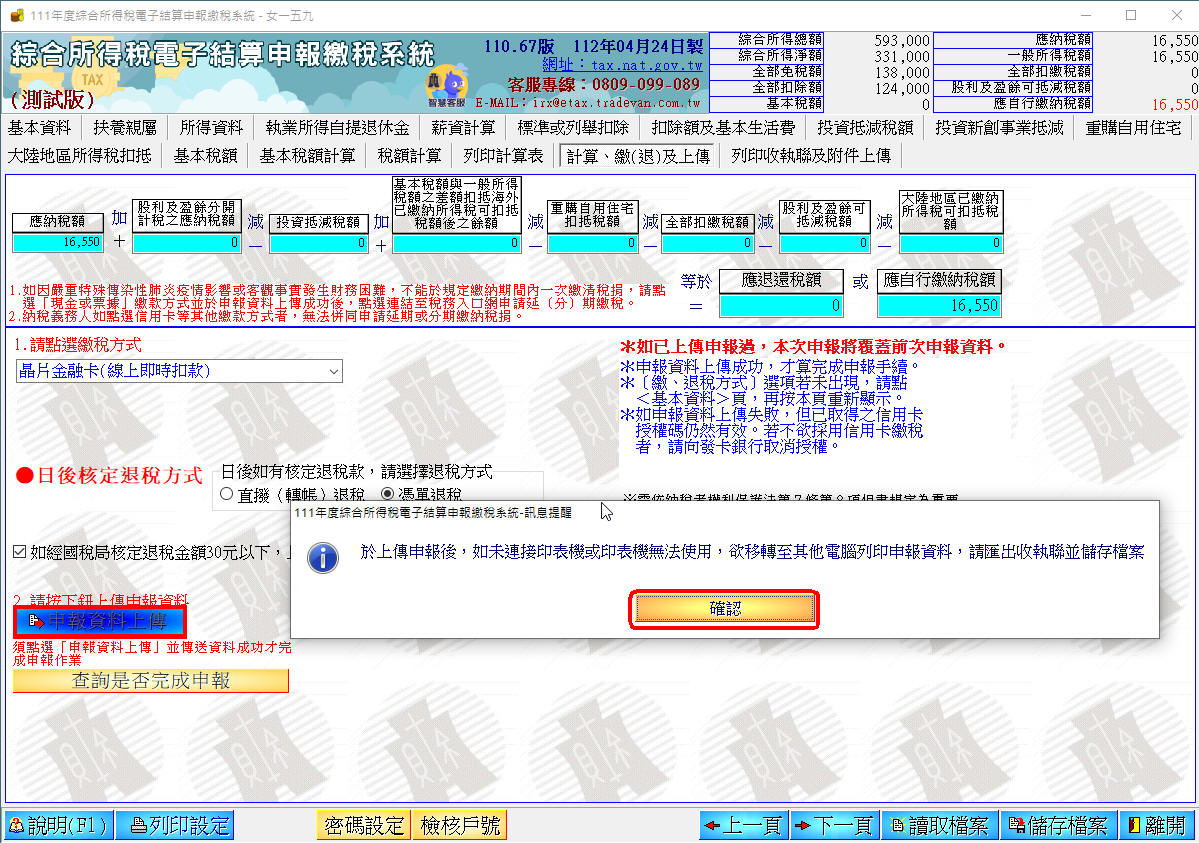 111年度綜合所得稅電子結算申報繳稅系統 - 女一五九
綜合所得稅電子結算申報繳稅系統
TAX
(測試版)
智慧客服
110.67版 112年04月24日製
網址：tax.nat.gov.tw
客服專線：0809-099-089
E-MAIL：irx@etax.tradevan.com.tw
綜合所得總額 593,000 應納稅額 16,550
綜合所得淨額 331,000 一般所得稅額 16,550
全部免稅額 138,000 全部扣繳稅額 0
全部扣除額 124,000 股利及盈餘可抵減稅額 0
基本稅額 0 應自行繳納稅額 16,550
基本資料 扶養親屬 所得資料 執業所得自提退休金 薪資計算 標準或列舉扣除 扣除額及基本生活費 投資抵減稅額 投資新創事業抵減 重購自用住宅
大陸地區所得稅扣抵 基本稅額 基本稅額計算 稅額計算 列印計算表 計算、繳(退)及上傳 列印收執聯及附件上傳
應納稅額
16,550
加
＋
股利及盈餘分開
計稅之應納稅額
0
減
－
投資抵減稅額
0
加
＋
基本稅額與一般所得
稅額之差額扣抵海外
已繳納所得稅可扣抵
稅額後之餘額
0
減
－
重購自用住宅
扣抵稅額
0
減
－
全部扣繳稅額
0
減
－
股利及盈餘可
抵減稅額
0
減
－
大陸地區已繳納
所得稅可扣抵稅
額
0
等於
＝
應退還稅額
0
或
應自行繳納稅額
16,550
1.如因嚴重特殊傳染性肺炎疫情影響或客觀事實發生財務困難，不能於規定繳納期間內一次繳清稅捐，請點
選「現金或票據」繳款方式並於申報資料上傳成功後，點選連結至稅務入口網申請延（分）期繳稅。
2.納稅義務人如點選信用卡等其他繳款方式者，無法併同申請延期或分期繳納稅捐。
1.請點選繳稅方式
晶片金融卡(線上即時扣款)
＊如已上傳申報過，本次申報將覆蓋前次申報資料。
＊申報資料上傳成功，才算完成申報手續。
＊〔繳、退稅方式〕選項若未出現，請點
＜基本資料＞頁，再按本頁重新顯示。
＊如申報資料上傳失敗，但已取得之信用卡
授權碼仍然有效。若不欲採用信用卡繳稅
者，請向發卡銀行取消授權。
●日後核定退稅方式
日後如有核定退稅款，請選擇退稅方式
直撥（轉帳）退稅 憑單退稅
如經國稅局核定退稅金額30元以下，
111年度綜合所得稅電子結算申報繳稅系統-訊息提醒
於上傳申報後，如未連接印表機或印表機無法使用，欲移轉至其他電腦列印申報資料，請匯出收執聯並儲存檔案
確認
2.請按下鈕上傳申報資料
申報資料上傳
須點選「申報資料上傳」並傳送資料成功才完
成申報作業
查詢是否完成申報
說明(F1) 列印設定 密碼設定 檢核戶號 上一頁 下一頁 讀取檔案 儲存檔案 離開